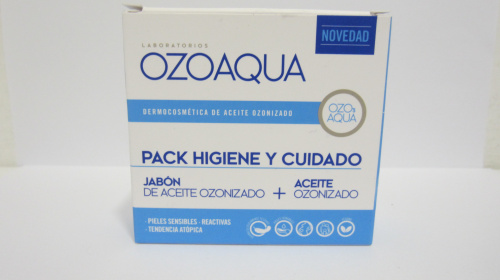 NOVEDAD
LABORATORIOS
OZOAQUA
DERMOCOSMÉTICA DE ACEITE OZONIZADO
OZO
AQUA
PACK HIGIENE Y CUIDADO
JABÓN
DE ACEITE OZONIZADO + ACEITE
OZONIZADO
· PIELES SENSIBLES · REACTIVAS
· TENDENCIA ATÓPICA